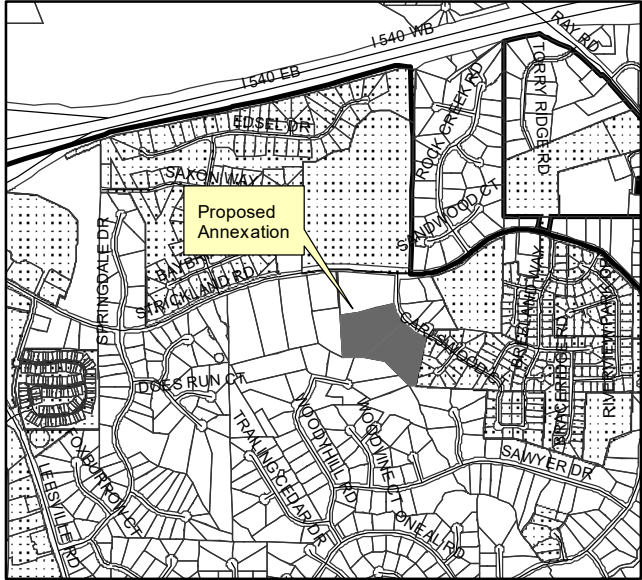 I 540 WB
RAY RD
I 540 EB
TORRY RIDGE RD
EDSEL DR
ROCK CREEK RD
SAXON WAY
Proposed
Annexation
SANDWOOD CT
SPRINGDALE DR
STRICKLAND RD
DOES RUN CT
WOODYHILL RD
WOODVINE CT
TRAILING CEDAR DR
SAWYER DR
FOXBURROW CT
LEESVILLE RD
ONEAL RD